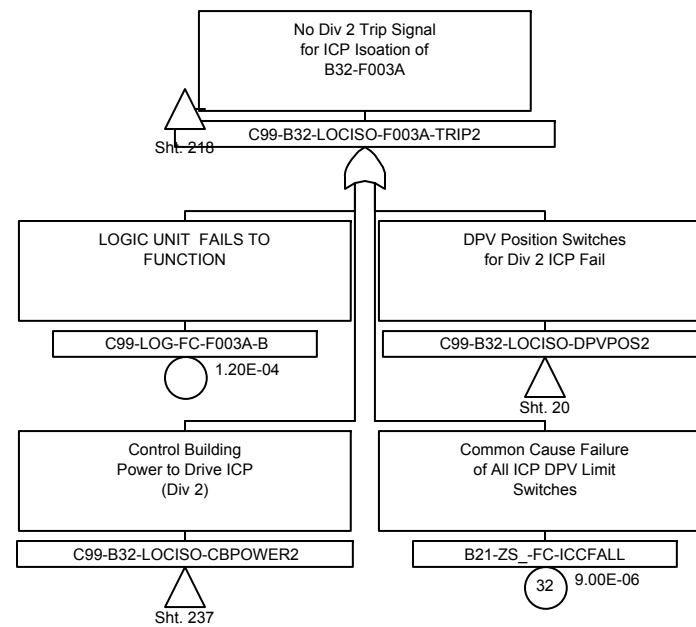 No Div 2 Trip Signal
for ICP Isoation of
B32-F003A
C99-B32-LOCISO-F003A-TRIP2
Sht. 218
LOGIC UNIT FAILS TO
FUNCTION
C99-LOG-FC-F003A-B
1.20E-04
DPV Position Switches
for Div 2 ICP Fail
C99-B32-LOCISO-DPVPOS2
Sht. 20
Control Building
Power to Drive ICP
(Div 2)
C99-B32-LOCISO-CBPOWER2
Sht. 237
Common Cause Failure
of All ICP DPV Limit
Switches
B21-ZS_-FC-ICCFALL
32
9.00E-06